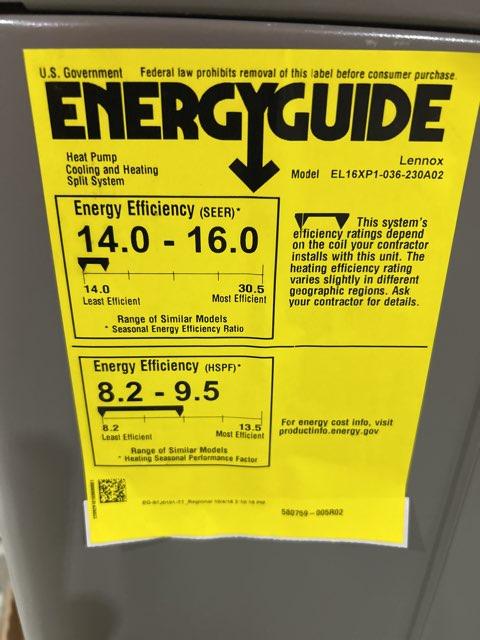 U.S. Government Federal law prohibits removal of this label before consumer purchase.
ENERGYGUIDE
Heat Pump
Cooling and Heating
Split System
Lennox
Model EL16XP1-036-230A02
Energy Efficiency (SEER)*
14.0 - 16.0
14.0 30.5
Least Efficient Most Efficient
Range of Similar Models
* Seasonal Energy Efficiency Ratio
This system's
efficiency ratings depend
on the coil your contractor
installs with this unit. The
heating efficiency rating
varies slightly in different
geographic regions. Ask
your contractor for details.
Energy Efficiency (HSPF)*
8.2 - 9.5
8.2 13.5
Least Efficient Most Efficient
Range of Similar Models
* Heating Seasonal Performance Factor
For energy cost info, visit
productinfo.energy.gov
580759-005R02